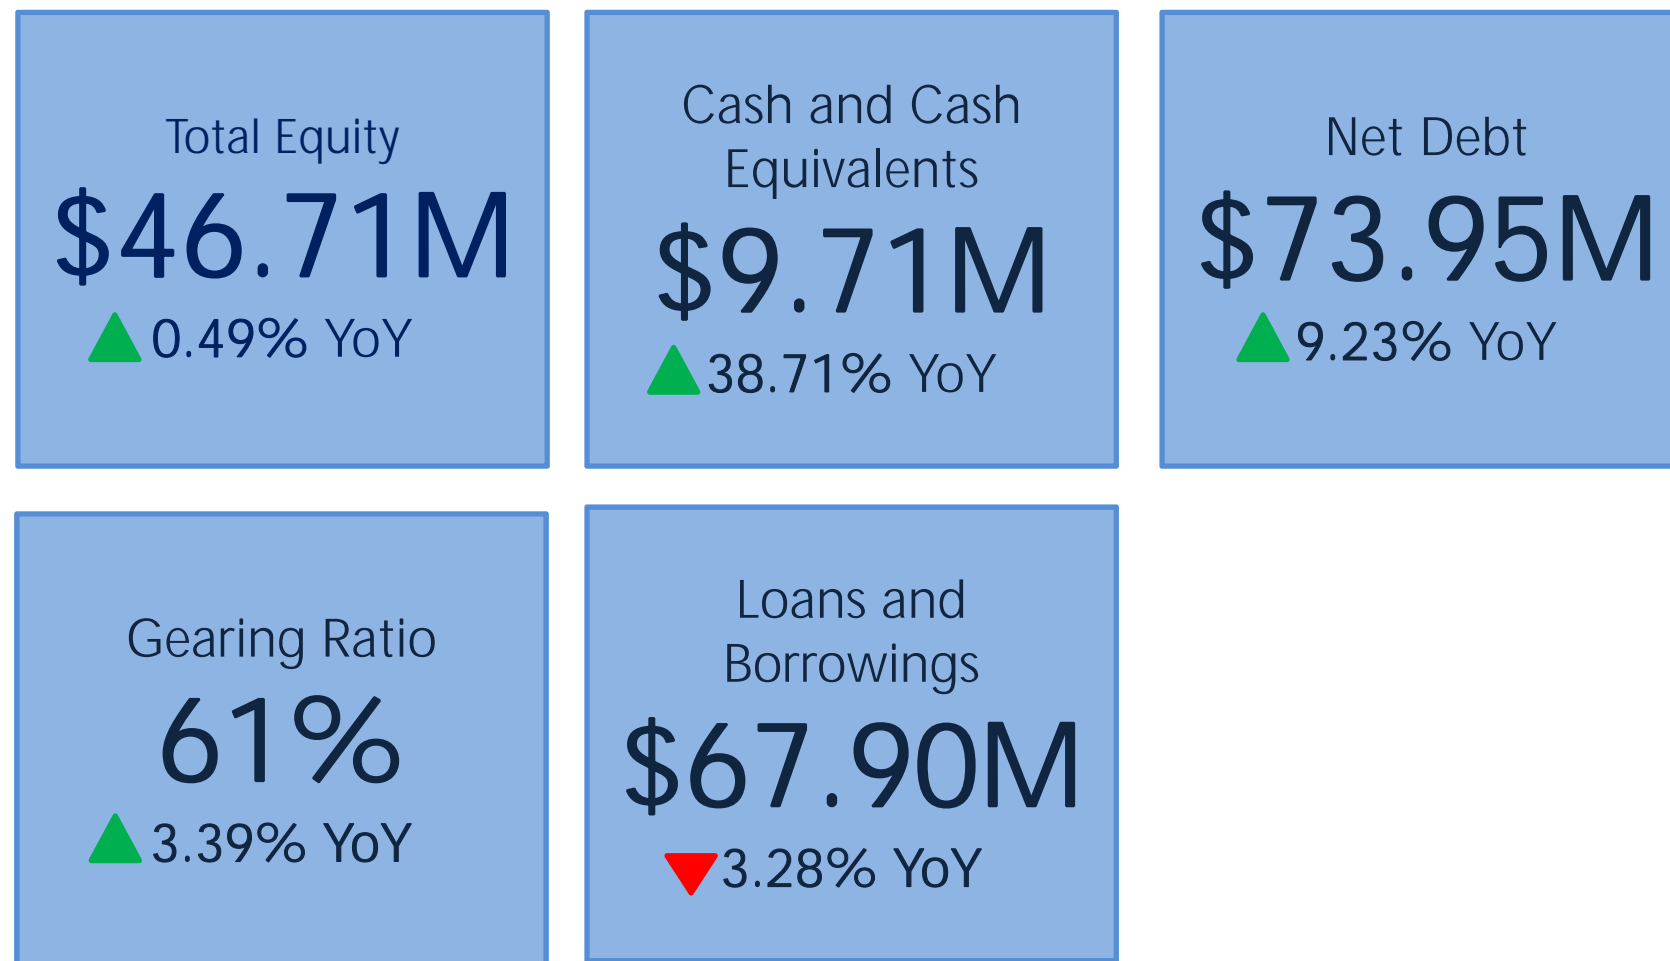 Total Equity
$46.71M
0.49% YoY
Cash and Cash
Equivalents
$9.71M
38.71% YoY
Net Debt
$73.95M
9.23% YoY
Gearing Ratio
61%
3.39% YoY
Loans and
Borrowings
$67.90M
3.28% YoY